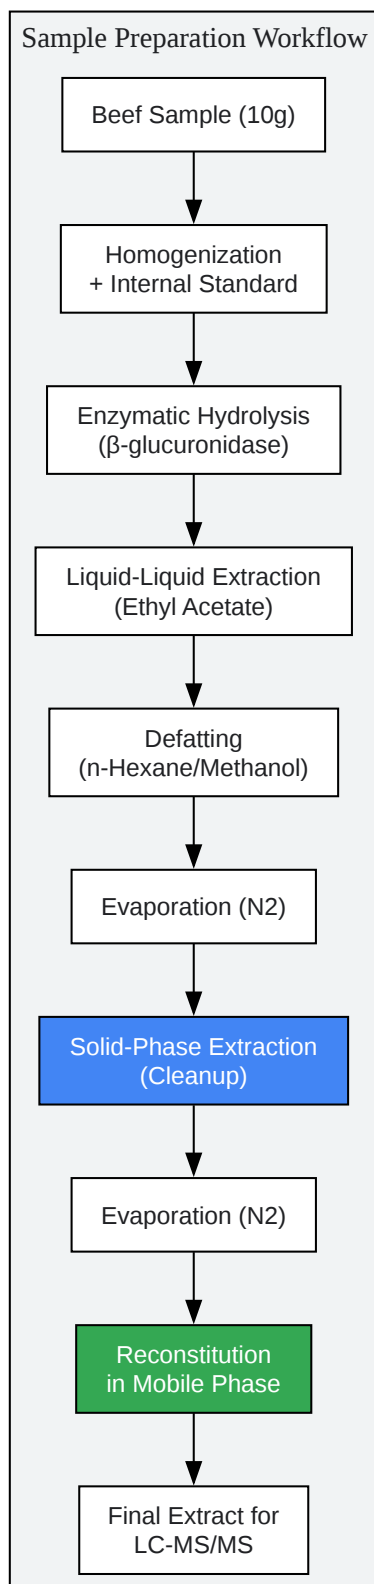 Sample Preparation Workflow
Beef Sample (10g)
Homogenization
+ Internal Standard
Enzymatic Hydrolysis
(β-glucuronidase)
Liquid-Liquid Extraction
(Ethyl Acetate)
Defatting
(n-Hexane/Methanol)
Evaporation (N2)
Solid-Phase Extraction
(Cleanup)
Evaporation (N2)
Reconstitution
in Mobile Phase
Final Extract for
LC-MS/MS